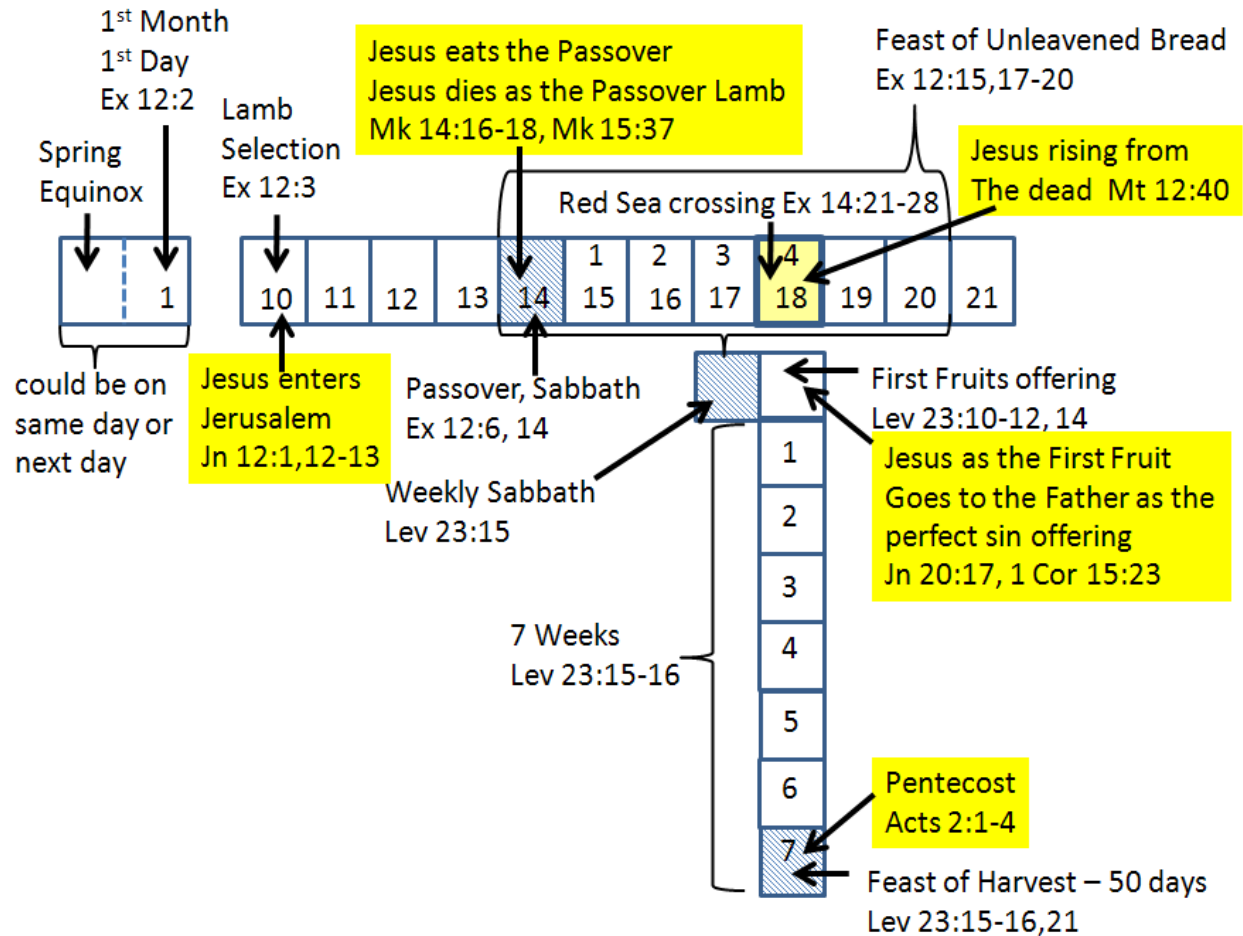 1st Month
1st Day
Ex 12:2
Spring
Equinox
Lamb
Selection
Ex 12:3
Jesus eats the Passover
Jesus dies as the Passover Lamb
Mk 14:16-18, Mk 15:37
Feast of Unleavened Bread
Ex 12:15,17-20
Jesus rising from
The dead Mt 12:40
Red Sea crossing Ex 14:21-28
1 2 3 4
1 10 11 12 13 14 15 16 17 18 19 20 21
could be on
same day or
next day
Jesus enters
Jerusalem
Jn 12:1,12-13
Passover, Sabbath
Ex 12:6, 14
Weekly Sabbath
Lev 23:15
First Fruits offering
Lev 23:10-12, 14
Jesus as the First Fruit
Goes to the Father as the
perfect sin offering
Jn 20:17, 1 Cor 15:23
7 Weeks
Lev 23:15-16
1
2
3
4
5
6
7
Pentecost
Acts 2:1-4
Feast of Harvest – 50 days
Lev 23:15-16,21